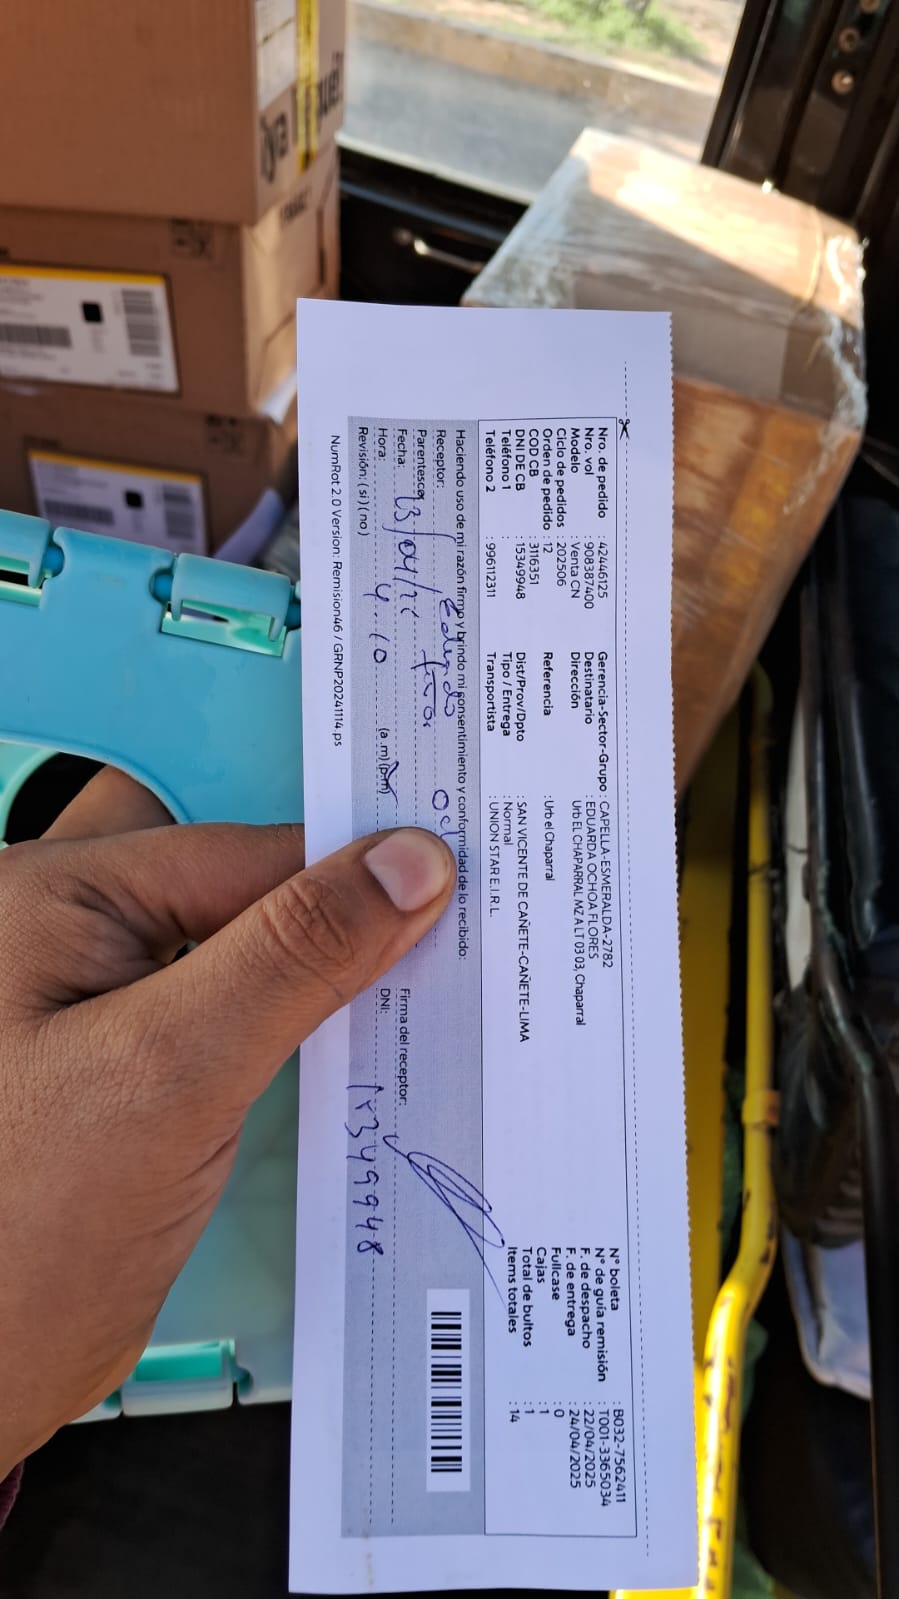 Nro. de pedido : 42446125
Nro. vol : 908387400
Modelo : Venta CN
Ciclo de pedidos : 202506
Orden de pedido : 12
COD CB : 3116351
DNI DE CB : 15349948
Teléfono 1 :
Teléfono 2 : 996112311
Gerencia-Sector-Grupo : CAPELLA-ESMERALDA-2782
Destinatario : EDUARDA OCHOA FLORES
Dirección : Urb EL CHAPARRAL MZ A LT 03 03, Chaparral
Referencia : Urb el Chaparral
Dist/Prov/Dpto : SAN VICENTE DE CAÑETE-CAÑETE-LIMA
Tipo / Entrega : Normal
Transportista : UNION STAR E.I.R.L.
N° boleta : B032-7562411
N° de guía remisión : T001-3365034
F. de despacho : 22/04/2025
F. de entrega : 24/04/2025
Fullcase : 0
Cajas : 1
Total de bultos : 1
Items totales : 14
Haciendo uso de mi razón firmo y brindo mi consentimiento y conformidad de lo recibido:
Receptor:
Parentesco:
Fecha:
Hora: 4:10 (a.m)(p.m)
Revisión: ( si ) ( no )
Firma del receptor:
DNI: 15349948
NumRot 2.0 Version: Remision46 / GRNP20241114.ps